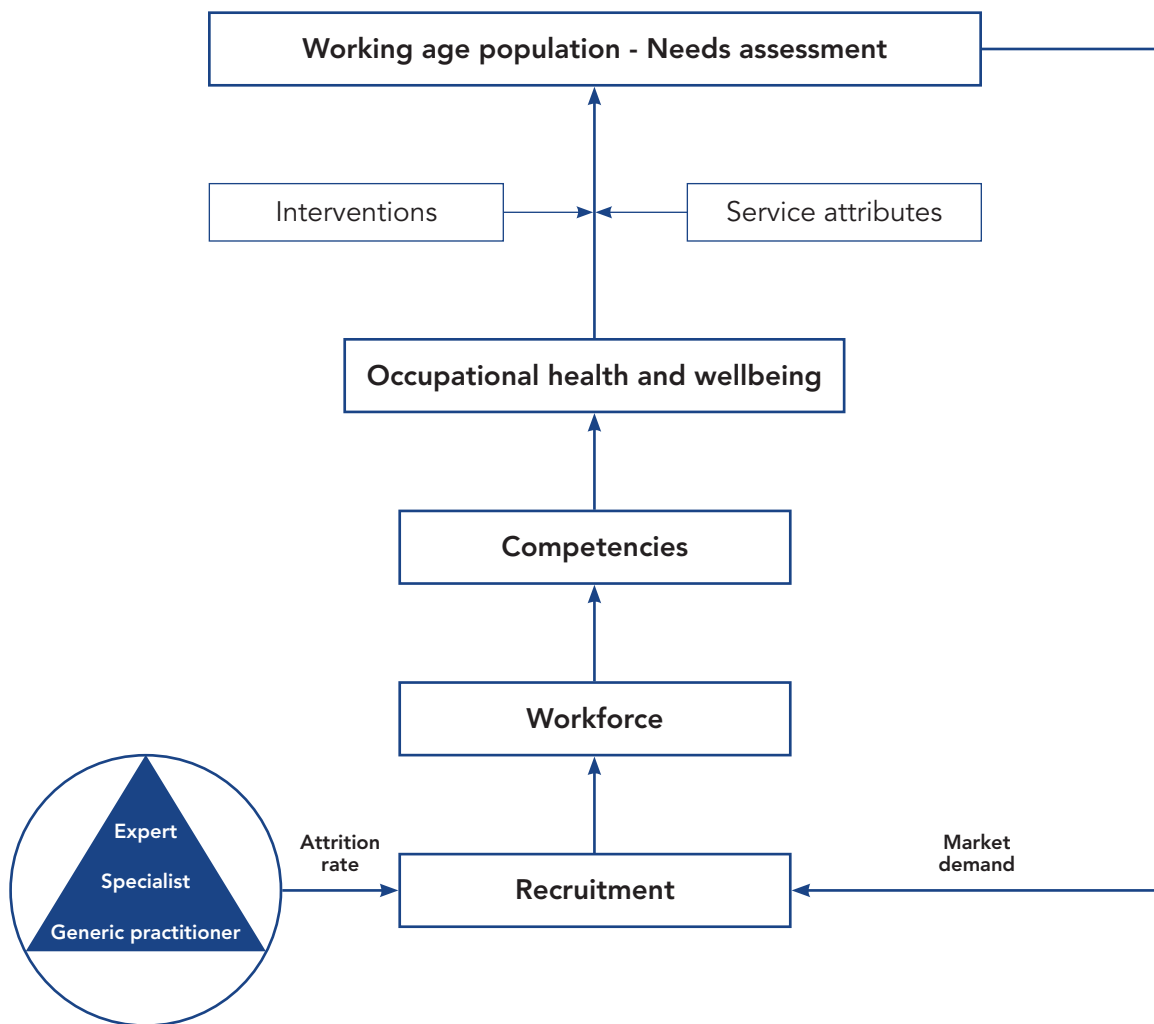 Working age population - Needs assessment
Interventions
Service attributes
Occupational health and wellbeing
Competencies
Workforce
Expert
Specialist
Generic practitioner
Attrition
rate
Recruitment
Market
demand